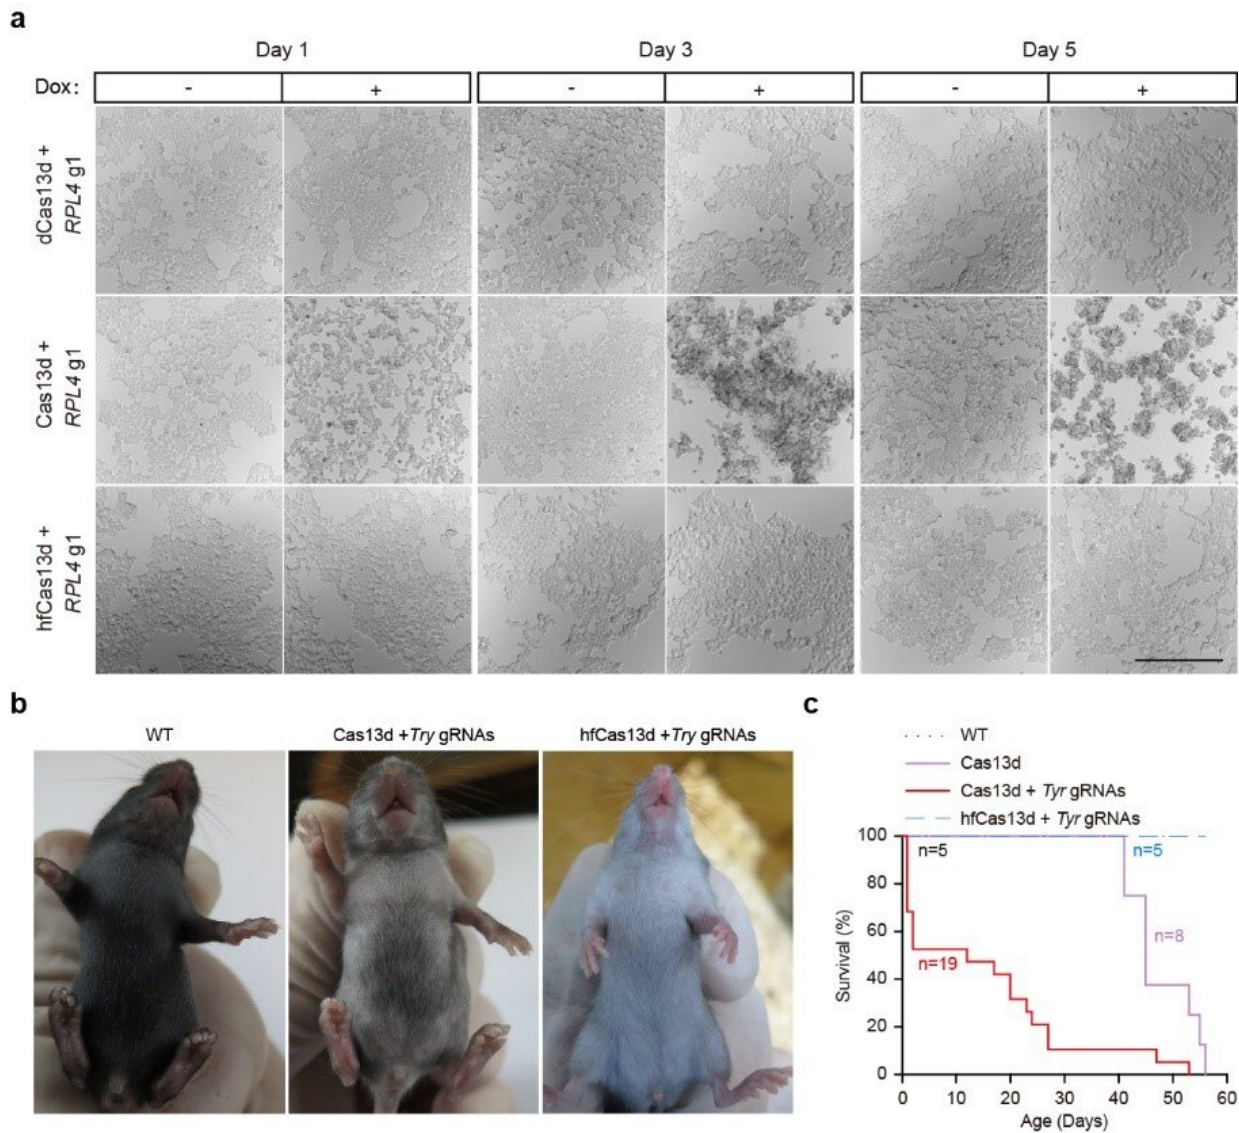 a
Day 1 Day 3 Day 5
Dox: - + - + - +
dCas13d +
RPL4 g1
Cas13d +
RPL4 g1
hfCas13d +
RPL4 g1
b
WT Cas13d +Try gRNAs hfCas13d +Try gRNAs
c
WT
Cas13d
Cas13d + Tyr gRNAs
hfCas13d + Tyr gRNAs
100
80
60
40
20
0
Survival (%)
n=5
n=5
n=8
n=19
0 10 20 30 40 50 60
Age (Days)